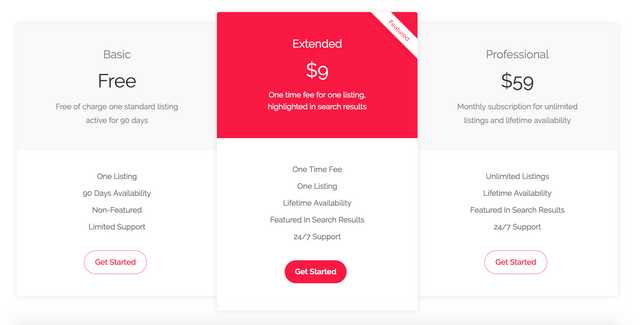 Basic
Free
Free of charge one standard listing
active for 90 days
One Listing
90 Days Availability
Non-Featured
Limited Support
Get Started
Featured
Extended
$9
One time fee for one listing,
highlighted in search results
One Time Fee
One Listing
Lifetime Availability
Featured In Search Results
24/7 Support
Get Started
Professional
$59
Monthly subscription for unlimited
listings and lifetime availability
Unlimited Listings
Lifetime Availability
Featured In Search Results
24/7 Support
Get Started